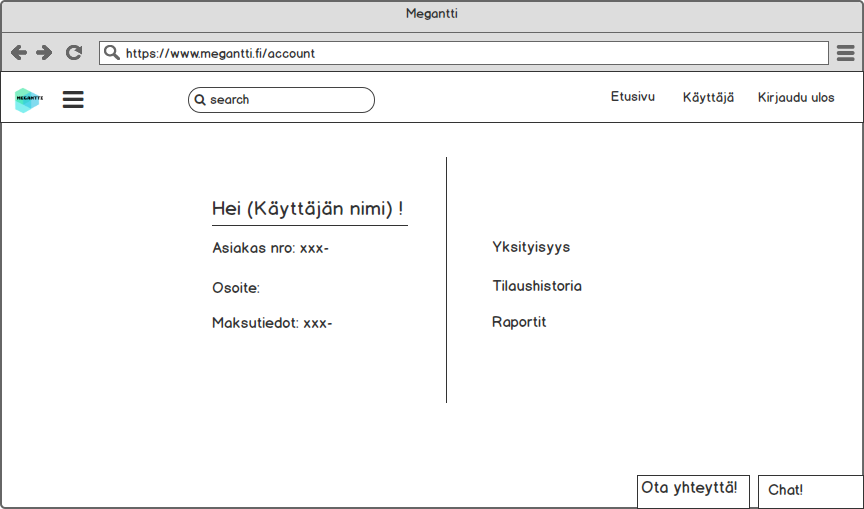 Megantti
https://www.megantti.fi/account
MEGANTTI
search
Etusivu
Käyttäjä
Kirjaudu ulos
Hei (Käyttäjän nimi) !
Asiakas nro: xxx-
Osoite:
Maksutiedot: xxx-
Yksityisyys
Tilaushistoria
Raportit
Ota yhteyttä!
Chat!